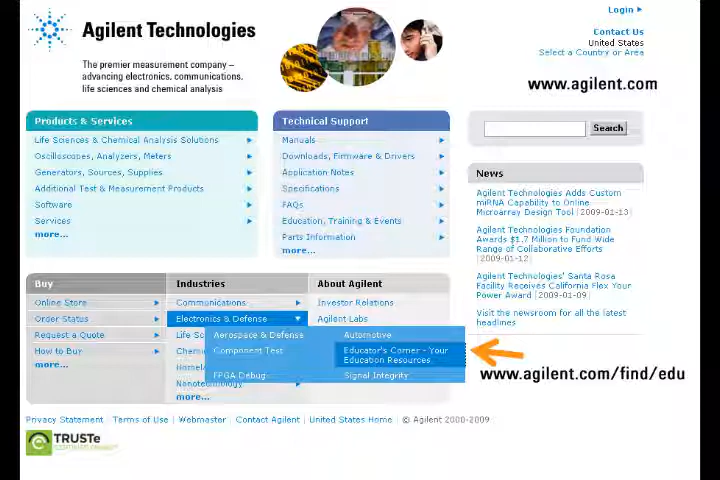 Login
Contact Us
United States
Select a Country or Area
Agilent Technologies
The premier measurement company –
advancing electronics, communications,
life sciences and chemical analysis
www.agilent.com
Products & Services
Life Sciences & Chemical Analysis Solutions
Oscilloscopes, Analyzers, Meters
Generators, Sources, Supplies
Additional Test & Measurement Products
Software
Services
more...
Technical Support
Manuals
Downloads, Firmware & Drivers
Application Notes
Specifications
FAQs
Education, Training & Events
Parts Information
more...
Search
News
Agilent Technologies Adds Custom
miRNA Capability to Online
Microarray Design Tool [2009-01-13]
Agilent Technologies Foundation
Awards $1.7 Million to Fund Wide
Range of Collaborative Efforts
[2009-01-12]
Agilent Technologies' Santa Rosa
Facility Receives California Flex Your
Power Award [2009-01-09]
Visit the newsroom for all the latest
headlines
Buy
Online Store
Order Status
Request a Quote
How to Buy
more...
Industries
Communications
Electronics & Defense
Life Sc
Chemic
Homel
Nanotechnology
more...
Aerospace & Defense
Component Test
FPGA Debug
Automotive
Educator's Corner - Your
Education Resources
Signal Integrity
About Agilent
Investor Relations
Agilent Labs
www.agilent.com/find/edu
Privacy Statement | Terms of Use | Webmaster | Contact Agilent | United States Home | © Agilent 2000-2009
TRUSTe